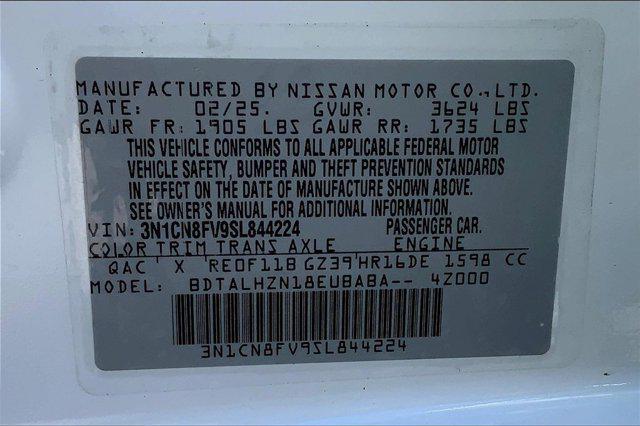 MANUFACTURED BY NISSAN MOTOR CO., LTD.
DATE: 02/25. GVWR: 3624 LBS
GAWR FR: 1905 LBS GAWR RR: 1735 LBS
THIS VEHICLE CONFORMS TO ALL APPLICABLE FEDERAL MOTOR
VEHICLE SAFETY, BUMPER AND THEFT PREVENTION STANDARDS
IN EFFECT ON THE DATE OF MANUFACTURE SHOWN ABOVE.
SEE OWNER'S MANUAL FOR ADDITIONAL INFORMATION.
VIN: 3N1CN8FV9SL844224 PASSENGER CAR.
COLOR TRIM TRANS AXLE ENGINE
QAC X RE0F11B GZ39 HR16DE 1598 CC
MODEL: BDTALHZN18EUBABA-- 4Z000
3N1CN8FV9SL844224